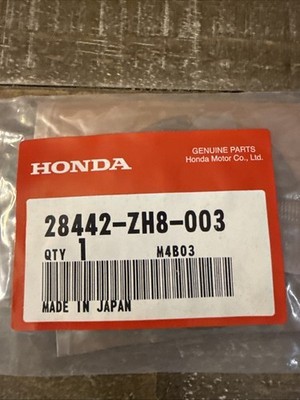 GENUINE PARTS
HONDA Honda Motor Co., Ltd.
28442-ZH8-003
QTY 1 M4B03
MADE IN JAPAN